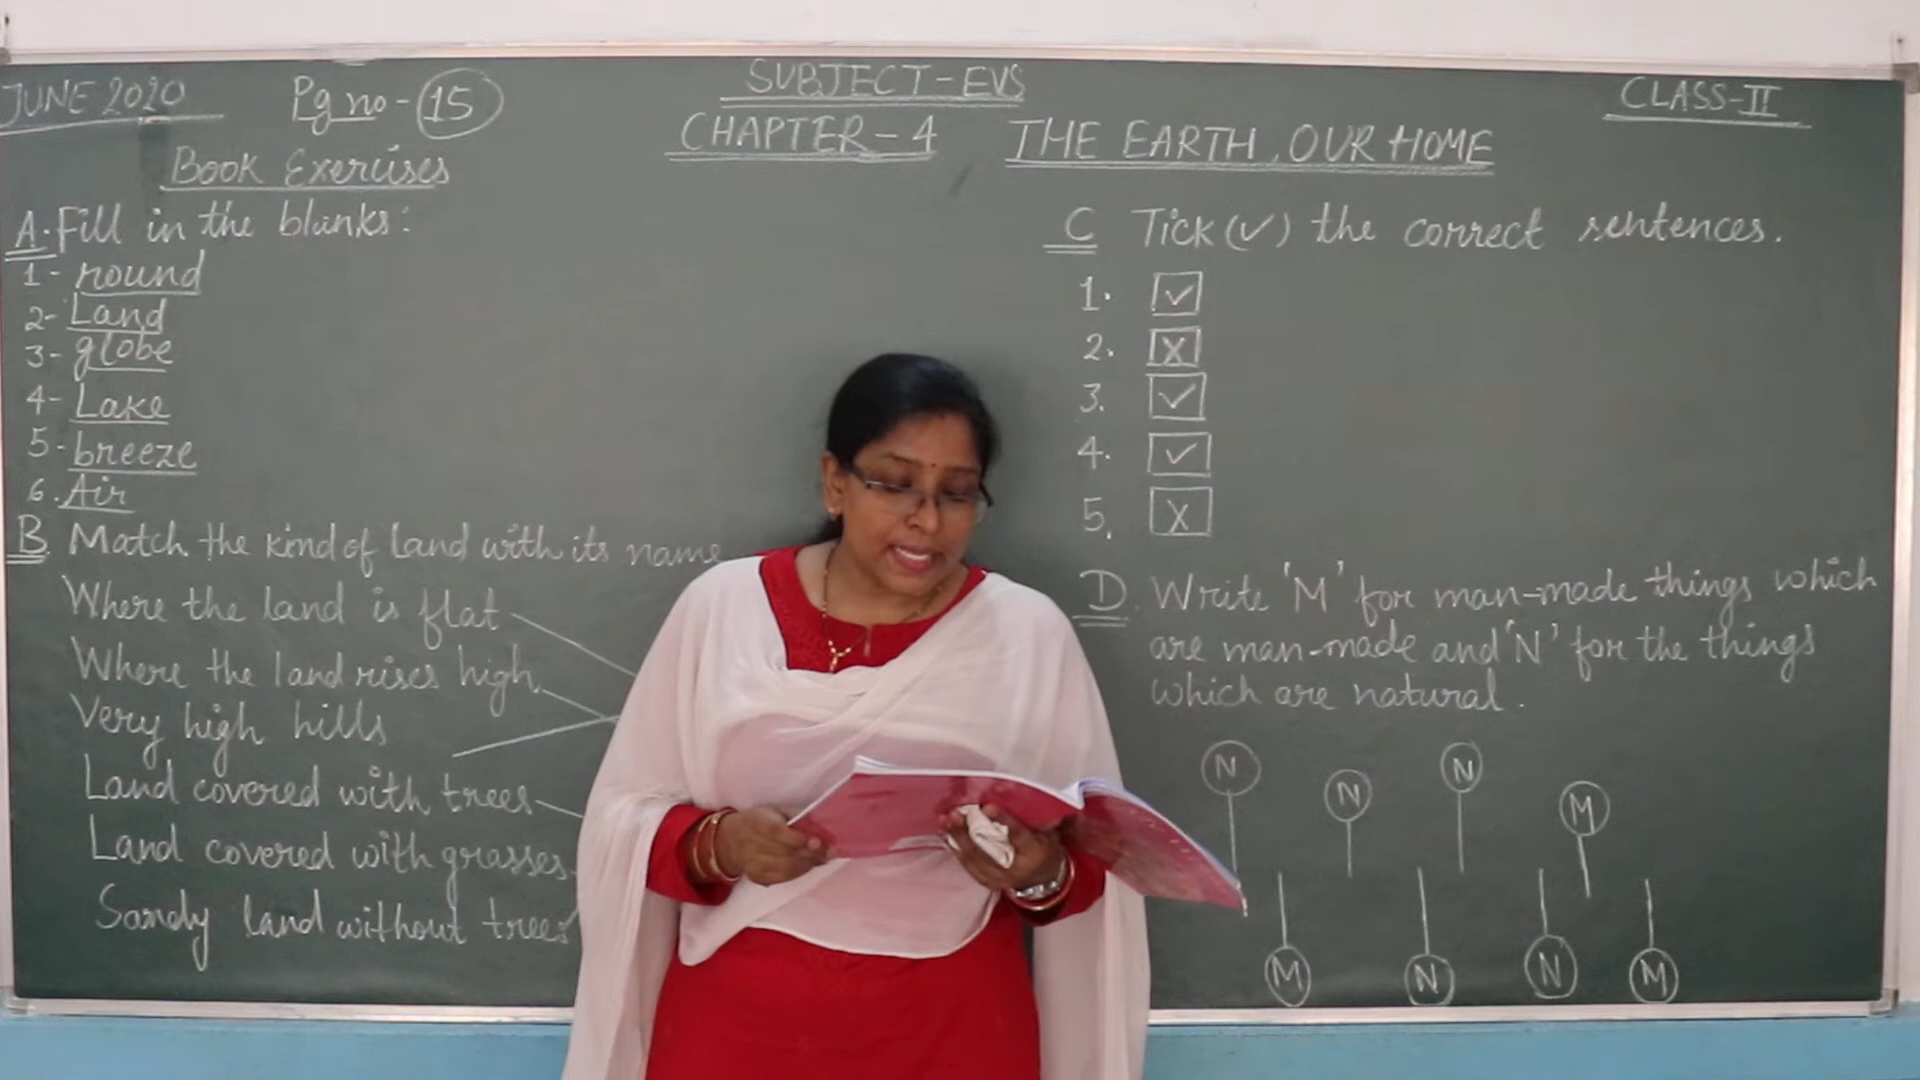 JUNE 2020
Pg no - 15
SUBJECT-EVS
CLASS-II
CHAPTER-4 THE EARTH, OUR HOME
Book Exercises
A. Fill in the blanks:
1- round
2- Land
3- globe
4- Lake
5- breeze
6. Air
B Match the kind of land with its name
Where the land is flat
Where the land rises high
Very high hills
Land covered with trees
Land covered with grasses
Sandy land without trees
C Tick (✓) the correct sentences.
1. ✓
2. X
3. ✓
4. ✓
5. X
D. Write 'M' for man-made things which
are man-made and 'N' for the things
which are natural.
N N N M
M N N M